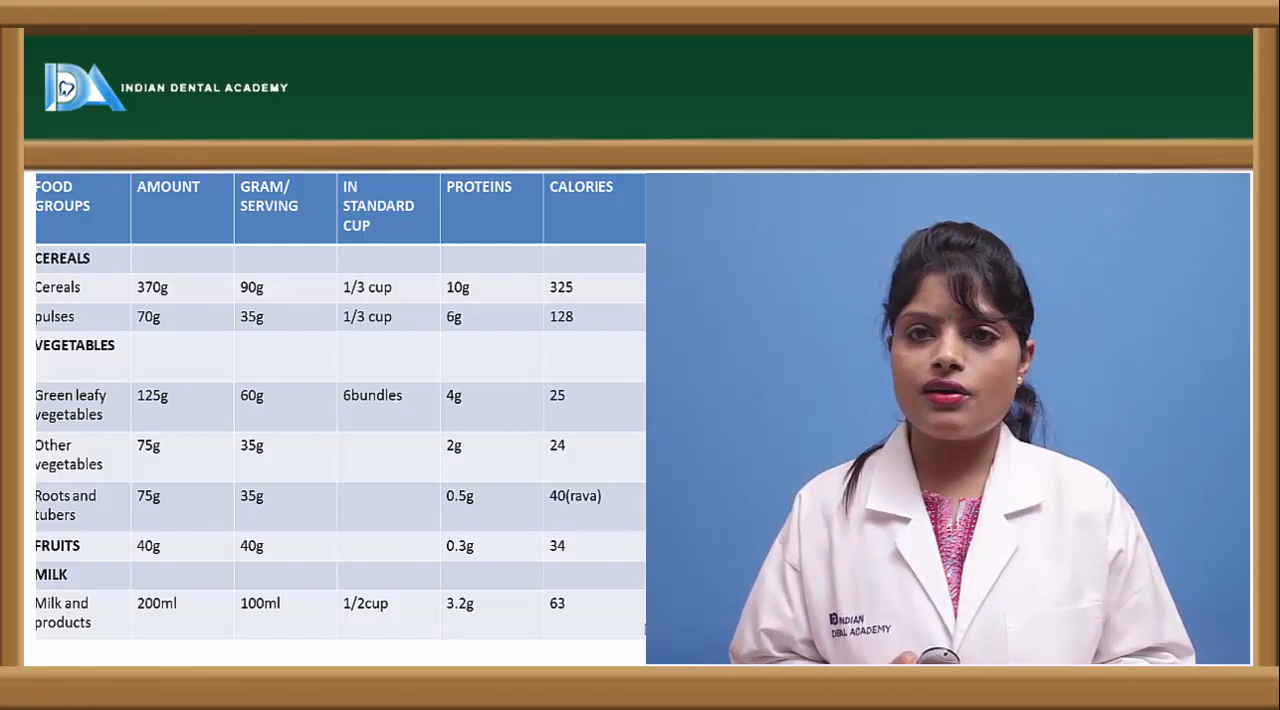 INDIAN DENTAL ACADEMY
FOOD GROUPS AMOUNT GRAM/ SERVING IN STANDARD CUP PROTEINS CALORIES
CEREALS
Cereals 370g 90g 1/3 cup 10g 325
pulses 70g 35g 1/3 cup 6g 128
VEGETABLES
Green leafy vegetables 125g 60g 6bundles 4g 25
Other vegetables 75g 35g 2g 24
Roots and tubers 75g 35g 0.5g 40(rava)
FRUITS 40g 40g 0.3g 34
MILK
Milk and products 200ml 100ml 1/2cup 3.2g 63
INDIAN
DENTAL ACADEMY